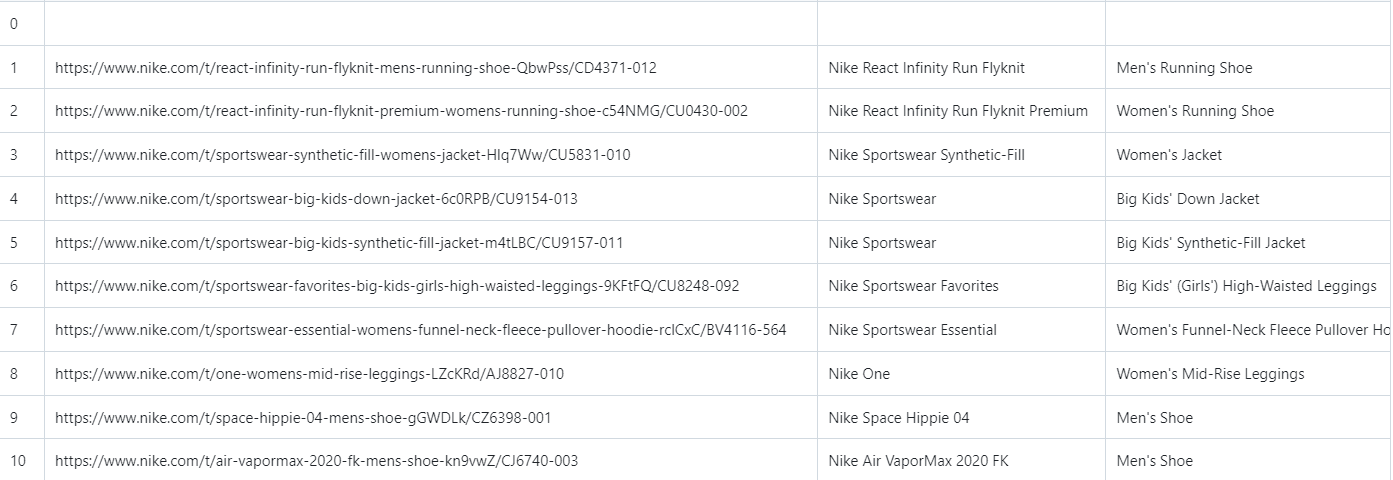 0
1 https://www.nike.com/t/react-infinity-run-flyknit-mens-running-shoe-QbwPss/CD4371-012 Nike React Infinity Run Flyknit Men's Running Shoe
2 https://www.nike.com/t/react-infinity-run-flyknit-premium-womens-running-shoe-c54NMG/CU0430-002 Nike React Infinity Run Flyknit Premium Women's Running Shoe
3 https://www.nike.com/t/sportswear-synthetic-fill-womens-jacket-Hlq7Ww/CU5831-010 Nike Sportswear Synthetic-Fill Women's Jacket
4 https://www.nike.com/t/sportswear-big-kids-down-jacket-6c0RPB/CU9154-013 Nike Sportswear Big Kids' Down Jacket
5 https://www.nike.com/t/sportswear-big-kids-synthetic-fill-jacket-m4tLBC/CU9157-011 Nike Sportswear Big Kids' Synthetic-Fill Jacket
6 https://www.nike.com/t/sportswear-favorites-big-kids-girls-high-waisted-leggings-9KFtFQ/CU8248-092 Nike Sportswear Favorites Big Kids' (Girls') High-Waisted Leggings
7 https://www.nike.com/t/sportswear-essential-womens-funnel-neck-fleece-pullover-hoodie-rclCxC/BV4116-564 Nike Sportswear Essential Women's Funnel-Neck Fleece Pullover Ho
8 https://www.nike.com/t/one-womens-mid-rise-leggings-LZcKRd/AJ8827-010 Nike One Women's Mid-Rise Leggings
9 https://www.nike.com/t/space-hippie-04-mens-shoe-gGWDLk/CZ6398-001 Nike Space Hippie 04 Men's Shoe
10 https://www.nike.com/t/air-vapormax-2020-fk-mens-shoe-kn9vwZ/CJ6740-003 Nike Air VaporMax 2020 FK Men's Shoe